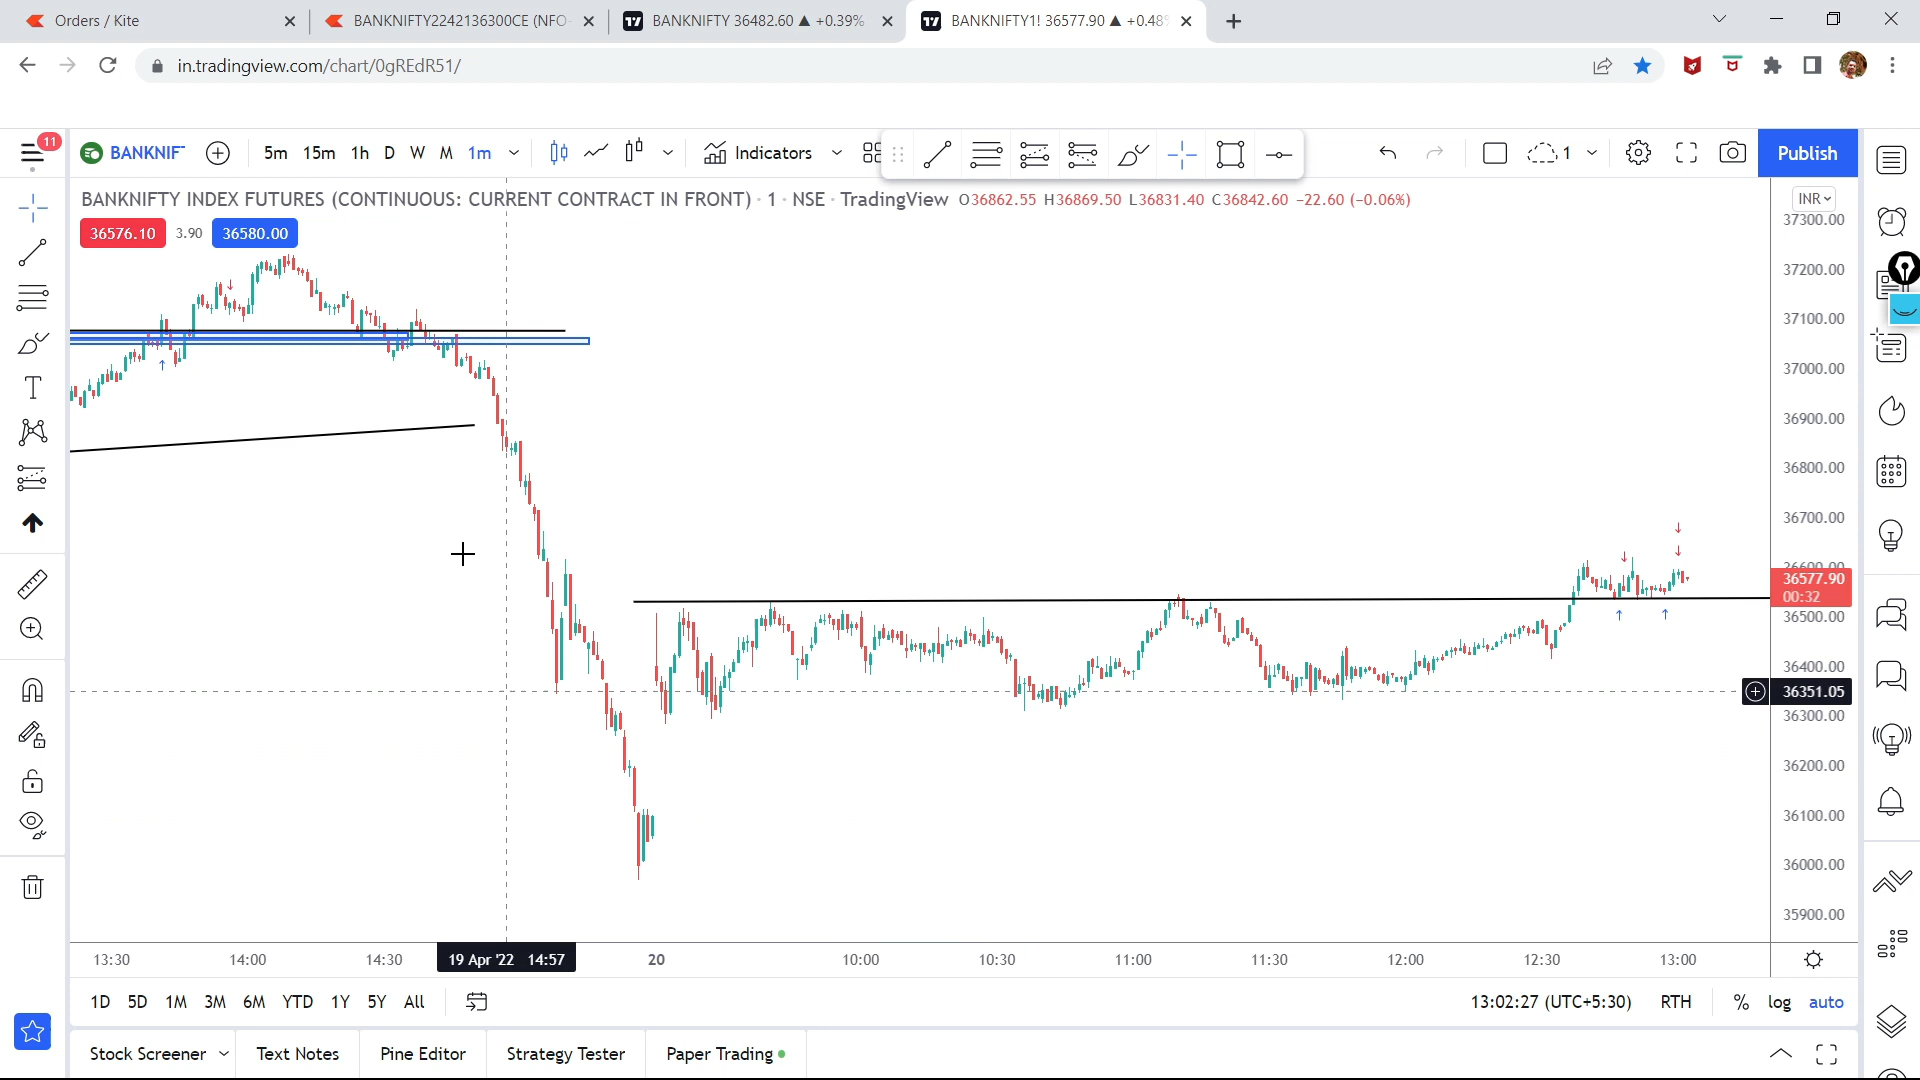 Orders / Kite
BANKNIFTY2242136300CE (NFO
BANKNIFTY 36482.60 ▲ +0.39%
BANKNIFTY1! 36577.90 ▲ +0.48%
in.tradingview.com/chart/0gREdR51/
11
BANKNIF
5m 15m 1h D W M 1m
Indicators
1
Publish
BANKNIFTY INDEX FUTURES (CONTINUOUS: CURRENT CONTRACT IN FRONT) · 1 · NSE · TradingView O36862.55 H36869.50 L36831.40 C36842.60 −22.60 (−0.06%)
INR
36576.10 3.90 36580.00
37300.00
37200.00
37100.00
37000.00
36900.00
36800.00
36700.00
36600.00
36577.90
00:32
36500.00
36400.00
36351.05
36300.00
36200.00
36100.00
36000.00
35900.00
13:30 14:00 14:30 19 Apr '22 14:57 20 10:00 10:30 11:00 11:30 12:00 12:30 13:00
1D 5D 1M 3M 6M YTD 1Y 5Y All
13:02:27 (UTC+5:30) RTH % log auto
Stock Screener Text Notes Pine Editor Strategy Tester Paper Trading